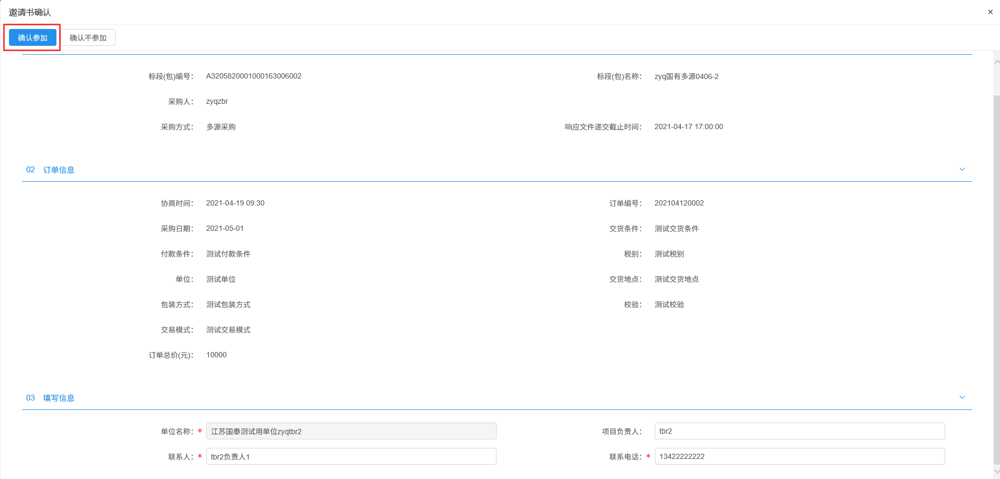 邀请书确认
×
确认参加 确认不参加
标段(包)编号： A3205820001000163006002 标段(包)名称： zyq国有多源0406-2
采购人： zyqzbr
采购方式： 多源采购 响应文件递交截止时间： 2021-04-17 17:00:00
02 订单信息
协商时间： 2021-04-19 09:30 订单编号： 202104120002
采购日期： 2021-05-01 交货条件： 测试交货条件
付款条件： 测试付款条件 税别： 测试税别
单位： 测试单位 交货地点： 测试交货地点
包装方式： 测试包装方式 校验： 测试校验
交易模式： 测试交易模式
订单总价(元)： 10000
03 填写信息
单位名称：* 江苏国泰测试用单位zyqtbr2 项目负责人： tbr2
联系人：* tbr2负责人1 联系电话：* 13422222222